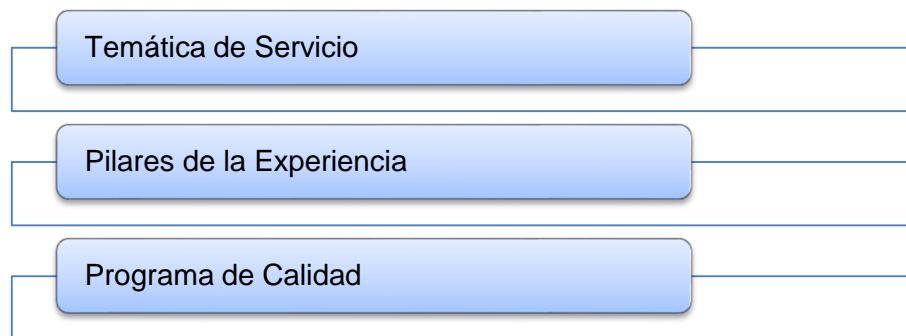 Temática de Servicio
Pilares de la Experiencia
Programa de Calidad